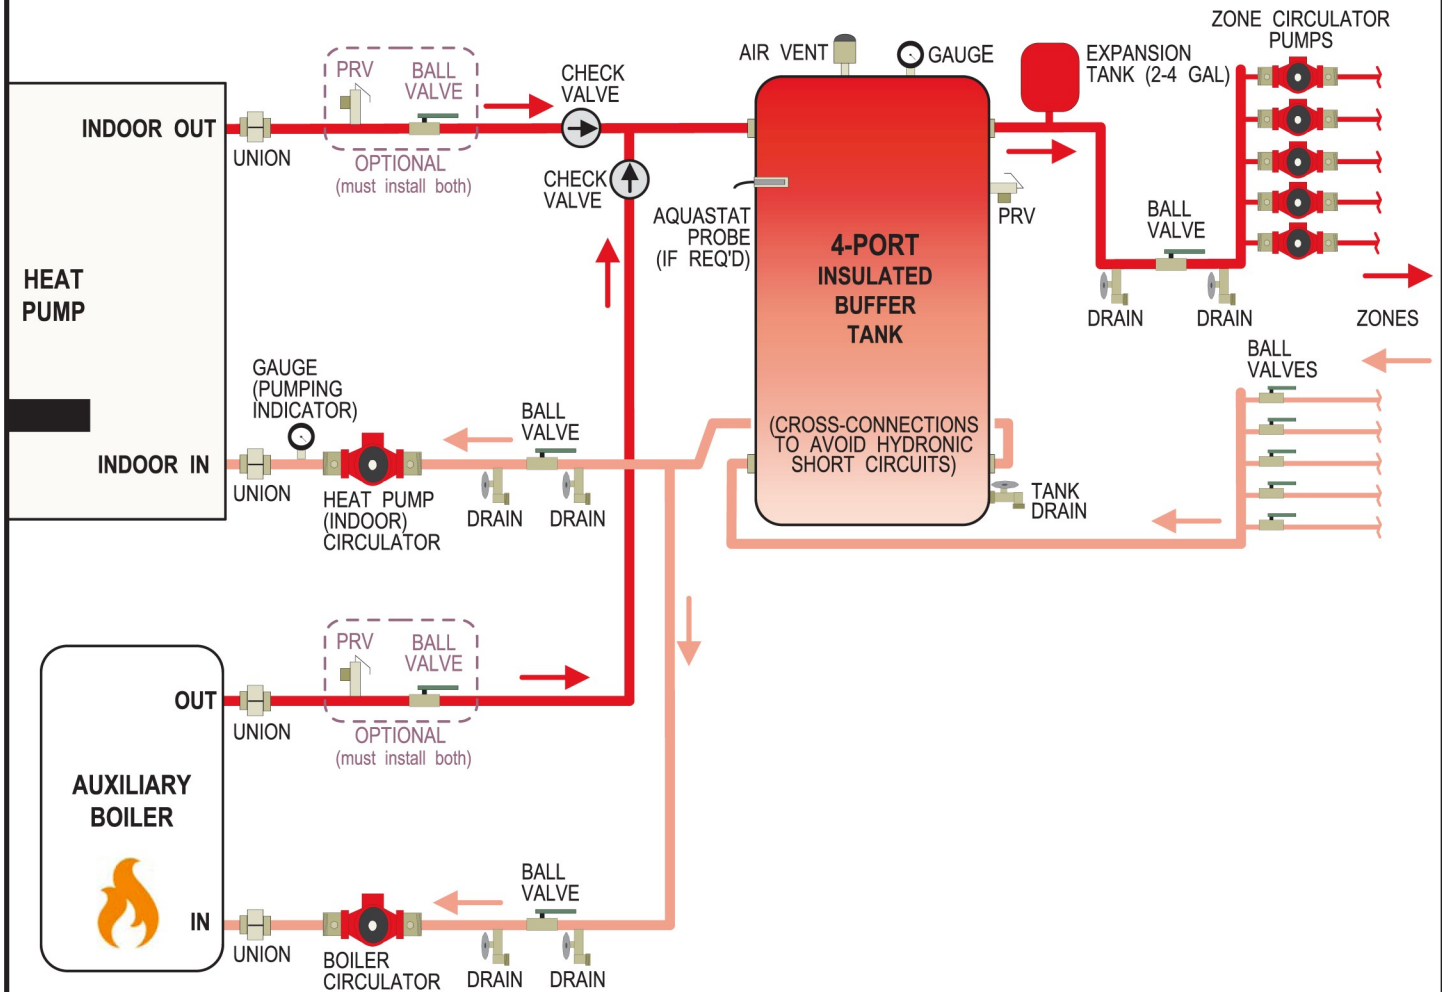 ZONE CIRCULATOR
PUMPS
AIR VENT
GAUGE
EXPANSION
TANK (2-4 GAL)
PRV
BALL
VALVE
CHECK
VALVE
INDOOR OUT
UNION
OPTIONAL
(must install both)
CHECK
VALVE
AQUASTAT
PROBE
(IF REQ'D)
PRV
BALL
VALVE
4-PORT
INSULATED
BUFFER
TANK
HEAT
PUMP
DRAIN
DRAIN
ZONES
BALL
VALVES
GAUGE
(PUMPING
INDICATOR)
BALL
VALVE
(CROSS-CONNECTIONS
TO AVOID HYDRONIC
SHORT CIRCUITS)
INDOOR IN
UNION
HEAT PUMP
(INDOOR)
CIRCULATOR
DRAIN
DRAIN
TANK
DRAIN
PRV
BALL
VALVE
OUT
UNION
OPTIONAL
(must install both)
AUXILIARY
BOILER
BALL
VALVE
IN
UNION
BOILER
CIRCULATOR
DRAIN
DRAIN